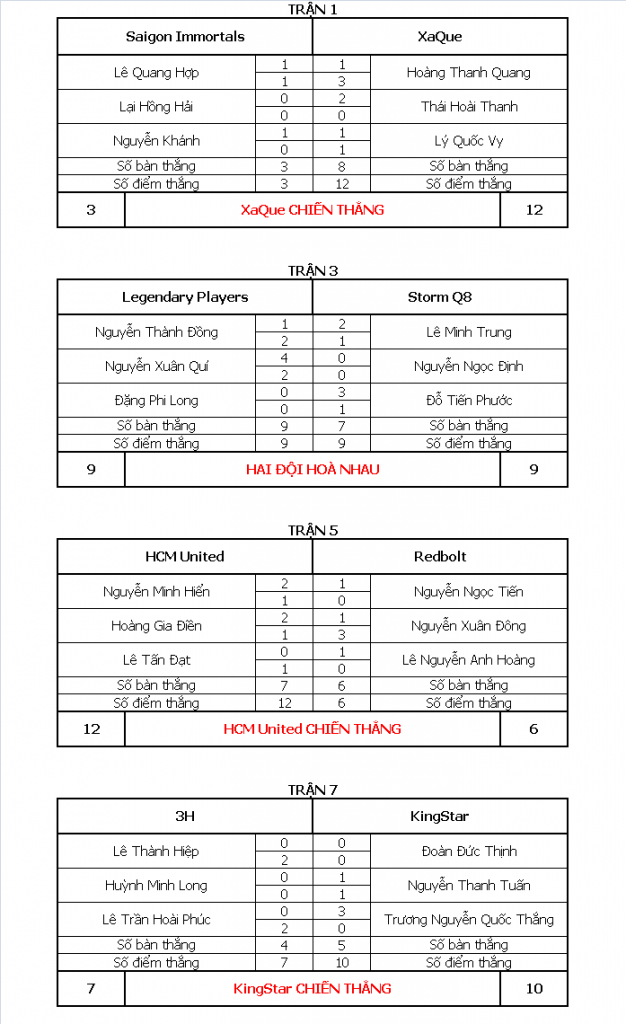 TRẬN 1
Saigon Immortals XaQue
Lê Quang Hợp 1 1 Hoàng Thanh Quang
1 3
Lại Hồng Hải 0 2 Thái Hoài Thanh
0 0
Nguyễn Khánh 1 1 Lý Quốc Vy
0 1
Số bàn thắng 3 8 Số bàn thắng
Số điểm thắng 3 12 Số điểm thắng
3 XaQue CHIẾN THẮNG 12
TRẬN 3
Legendary Players Storm Q8
Nguyễn Thành Đồng 1 2 Lê Minh Trung
2 1
Nguyễn Xuân Quí 4 0 Nguyễn Ngọc Định
2 0
Đặng Phi Long 0 3 Đỗ Tiến Phước
0 1
Số bàn thắng 9 7 Số bàn thắng
Số điểm thắng 9 9 Số điểm thắng
9 HAI ĐỘI HOÀ NHAU 9
TRẬN 5
HCM United Redbolt
Nguyễn Minh Hiển 2 1 Nguyễn Ngọc Tiến
1 0
Hoàng Gia Điền 2 1 Nguyễn Xuân Đông
1 3
Lê Tấn Đạt 0 1 Lê Nguyễn Anh Hoàng
1 0
Số bàn thắng 7 6 Số bàn thắng
Số điểm thắng 12 6 Số điểm thắng
12 HCM United CHIẾN THẮNG 6
TRẬN 7
3H KingStar
Lê Thành Hiệp 0 0 Đoàn Đức Thịnh
2 0
Huỳnh Minh Long 0 1 Nguyễn Thanh Tuấn
0 1
Lê Trần Hoài Phúc 0 3 Trương Nguyễn Quốc Thắng
2 0
Số bàn thắng 4 5 Số bàn thắng
Số điểm thắng 7 10 Số điểm thắng
7 KingStar CHIẾN THẮNG 10